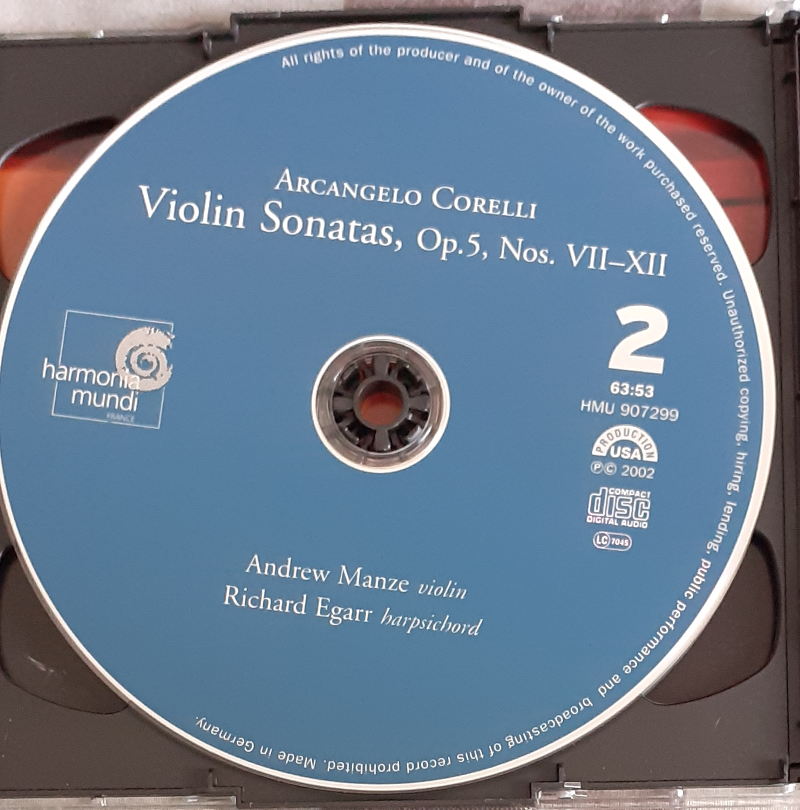 All rights of the producer and of the owner of the work purchased reserved. Unauthorized copying, hiring, lending, public performance and broadcasting of this record prohibited. Made in Germany.
ARCANGELO CORELLI
Violin Sonatas, Op.5, Nos. VII–XII
harmonia
mundi
FRANCE
2
63:53
HMU 907299
PRODUCTION
USA
℗© 2002
COMPACT
disc
DIGITAL AUDIO
LC 7045
Andrew Manze violin
Richard Egarr harpsichord